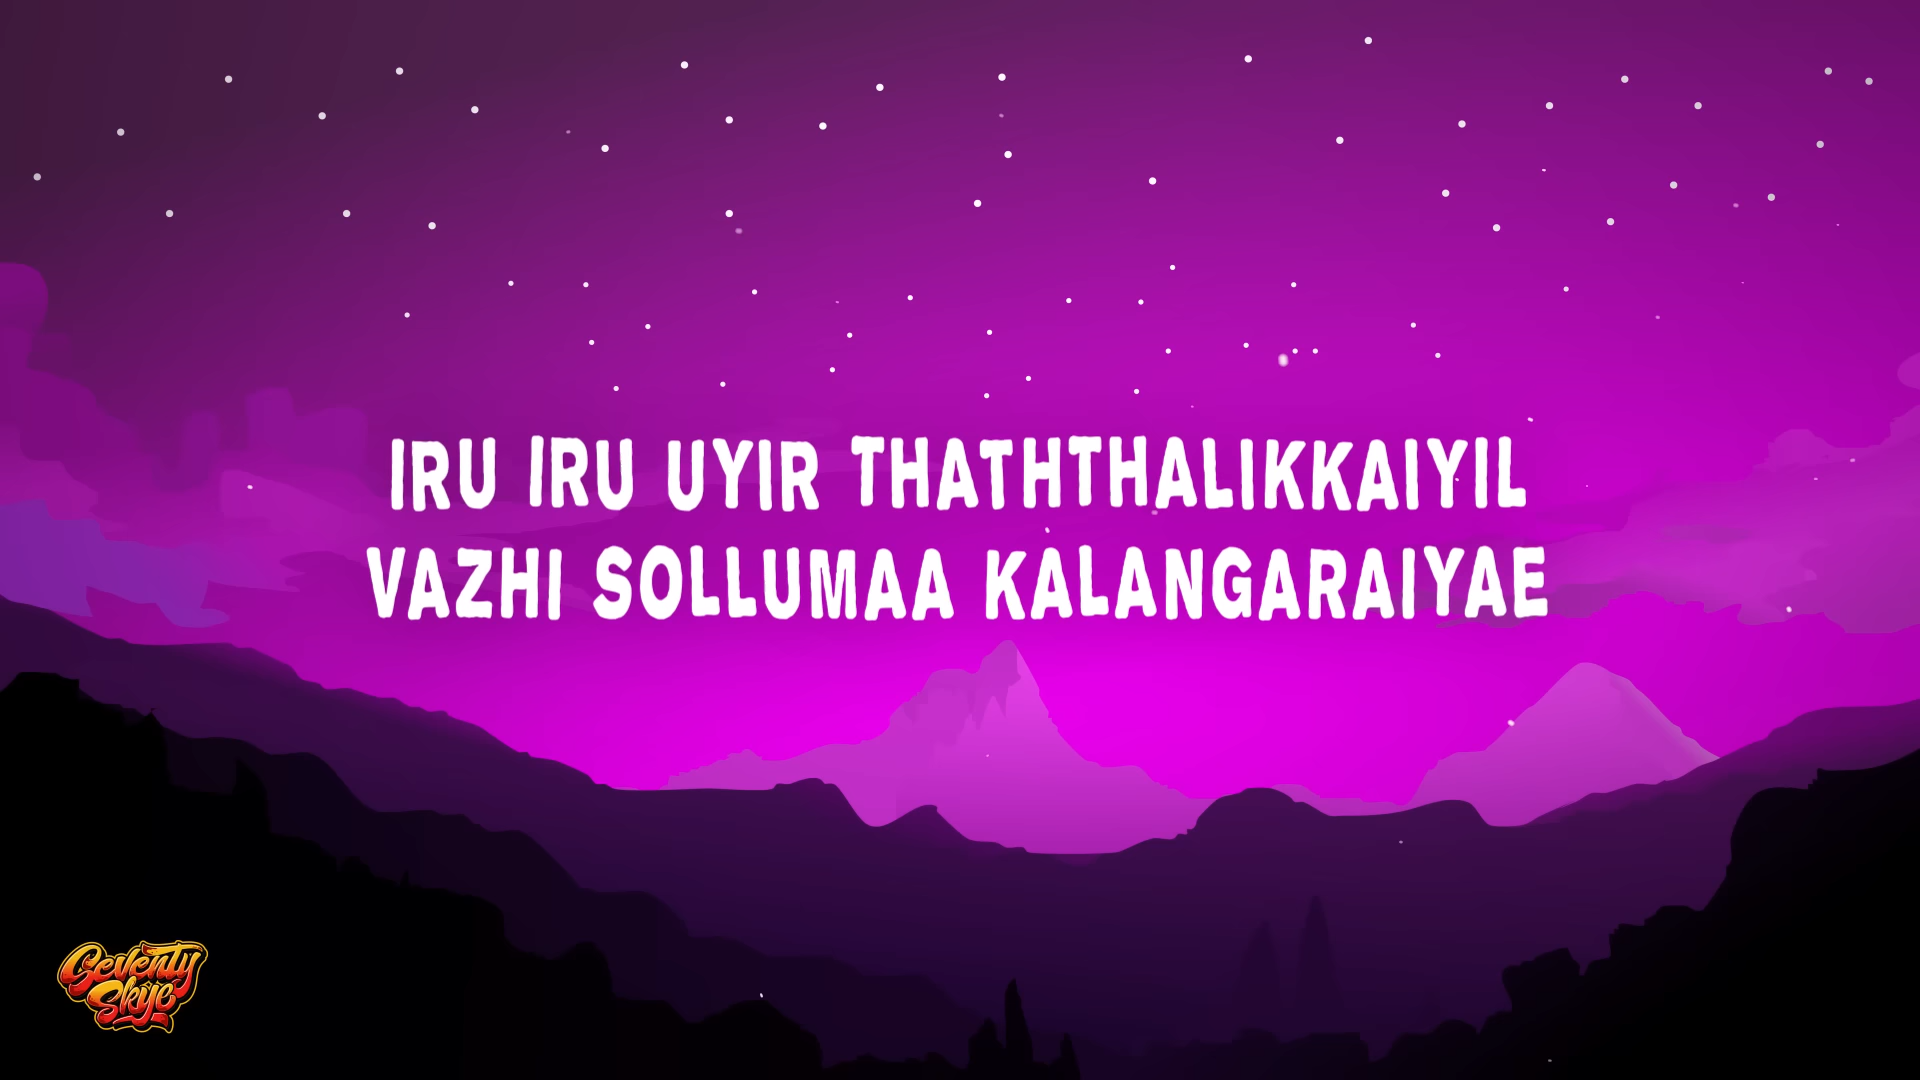 IRU IRU UYIR THATHTHALIKKAIYIL
VAZHI SOLLUMAA KALANGARAIYAE
Seventy
Skye